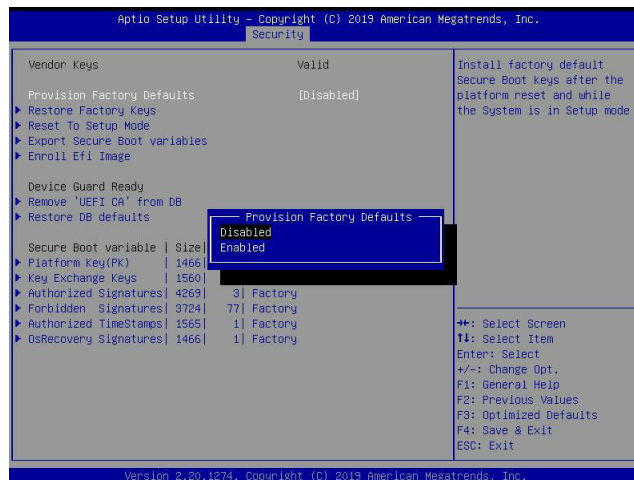 Aptio Setup Utility – Copyright (C) 2019 American Megatrends, Inc.
Security
Vendor Keys Valid
Provision Factory Defaults [Disabled]
Restore Factory Keys
Reset To Setup Mode
Export Secure Boot variables
Enroll Efi Image
Device Guard Ready
Remove 'UEFI CA' from DB
Restore DB defaults
Secure Boot variable | Size|
Platform Key(PK) | 1466|
Key Exchange Keys | 1560|
Authorized Signatures| 4269| 3| Factory
Forbidden Signatures| 3724| 77| Factory
Authorized TimeStamps| 1565| 1| Factory
OsRecovery Signatures| 1466| 1| Factory
Provision Factory Defaults
Disabled
Enabled
Install factory default
Secure Boot keys after the
platform reset and while
the System is in Setup mode
: Select Screen
↑↓: Select Item
Enter: Select
+/-: Change Opt.
F1: General Help
F2: Previous Values
F3: Optimized Defaults
F4: Save & Exit
ESC: Exit
Version 2.20.1274. Copyright (C) 2019 American Megatrends, Inc.